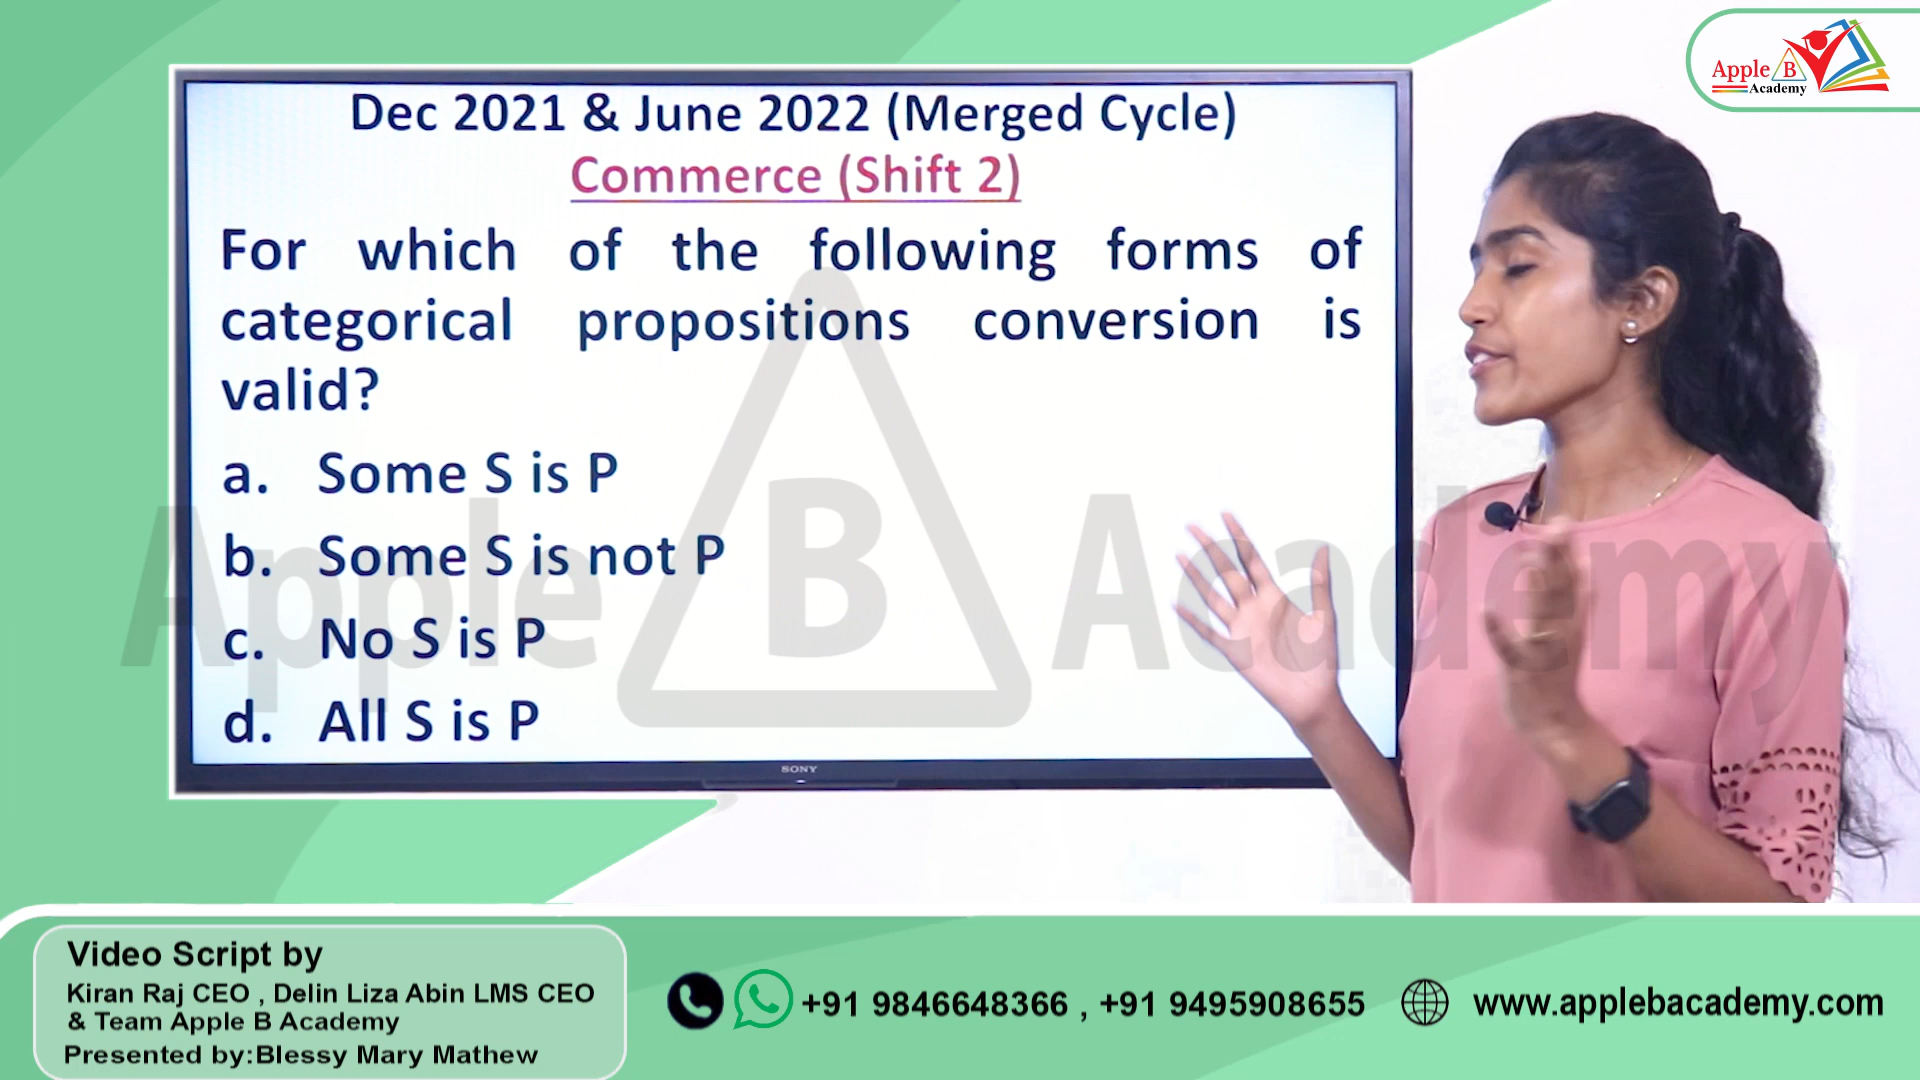 Apple B
Academy
Dec 2021 & June 2022 (Merged Cycle)
Commerce (Shift 2)
For which of the following forms of
categorical propositions conversion is
valid?
a. Some S is P
b. Some S is not P
c. No S is P
d. All S is P
Apple B Academy
SONY
Video Script by
Kiran Raj CEO , Delin Liza Abin LMS CEO
& Team Apple B Academy
Presented by:Blessy Mary Mathew
+91 9846648366 , +91 9495908655
www.applebacademy.com